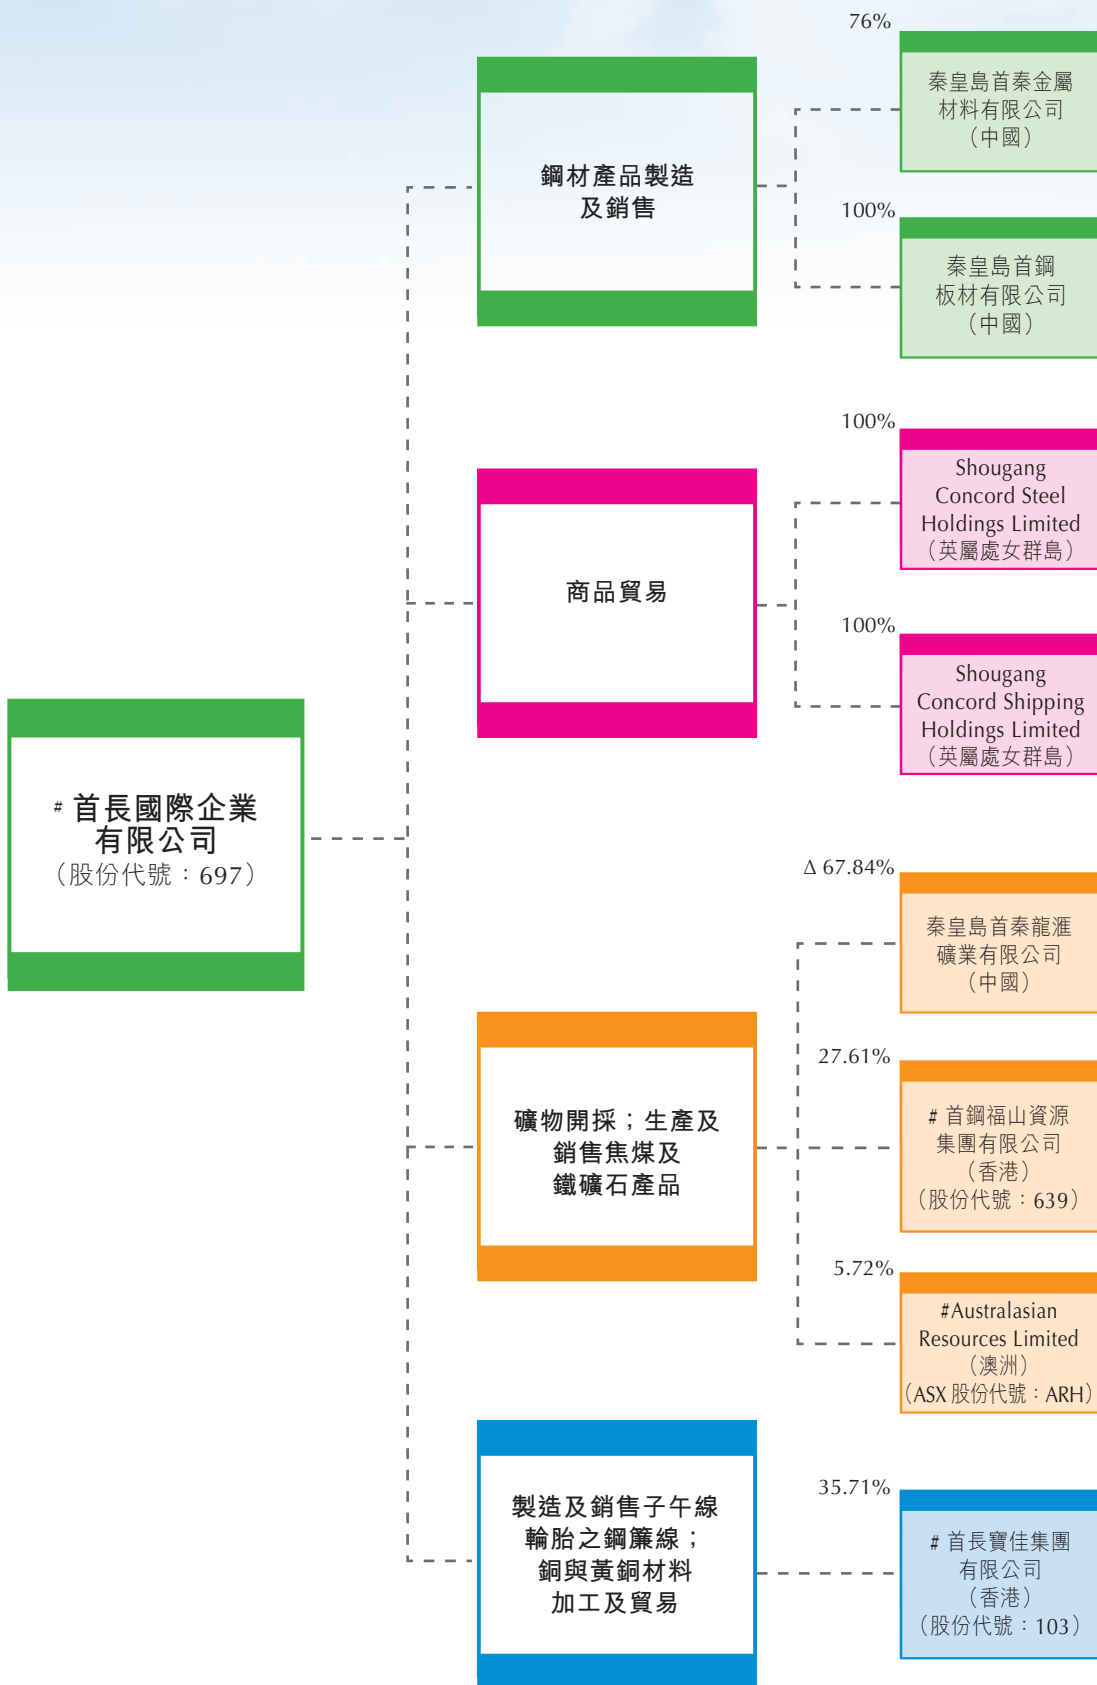 # 首長國際企業
有限公司
（股份代號：697）
鋼材產品製造
及銷售
76%
秦皇島首秦金屬
材料有限公司
（中國）
100%
秦皇島首鋼
板材有限公司
（中國）
商品貿易
100%
Shougang
Concord Steel
Holdings Limited
（英屬處女群島）
100%
Shougang
Concord Shipping
Holdings Limited
（英屬處女群島）
礦物開採；生產及
銷售焦煤及
鐵礦石產品
Δ 67.84%
秦皇島首秦龍滙
礦業有限公司
（中國）
27.61%
# 首鋼福山資源
集團有限公司
（香港）
（股份代號：639）
5.72%
#Australasian
Resources Limited
（澳洲）
（ASX 股份代號：ARH）
製造及銷售子午線
輪胎之鋼簾線；
銅與黃銅材料
加工及貿易
35.71%
# 首長寶佳集團
有限公司
（香港）
（股份代號：103）